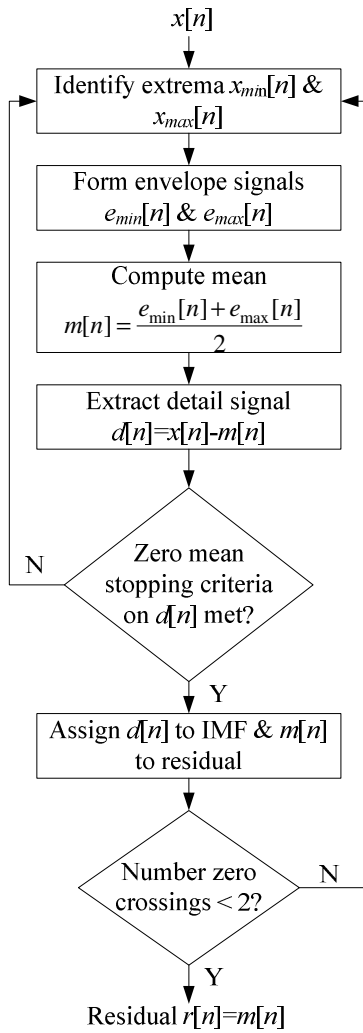 x[n]
Identify extrema x_min[n] &
x_max[n]
Form envelope signals
e_min[n] & e_max[n]
Compute mean
m[n] = (e_min[n] + e_max[n]) / 2
Extract detail signal
d[n]=x[n]-m[n]
N
Zero mean
stopping criteria
on d[n] met?
Y
Assign d[n] to IMF & m[n]
to residual
N
Number zero
crossings < 2?
Y
Residual r[n]=m[n]